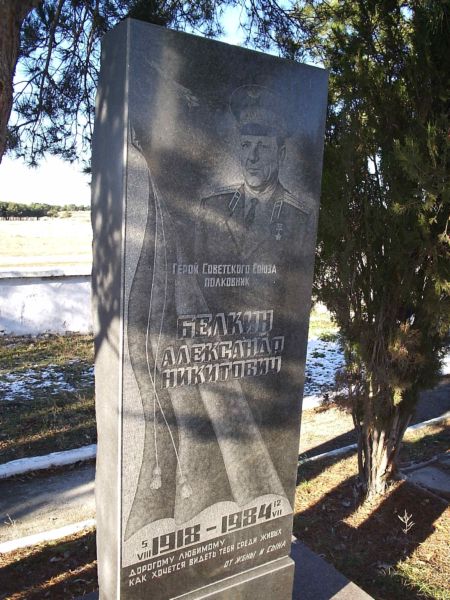 Герой Советского Союза
полковник
БЕЛКИН
АЛЕКСАНДР
НИКИТОВИЧ
5/VIII 1918 - 1984 12/VII
ДОРОГОМУ ЛЮБИМОМУ
КАК ХОЧЕТСЯ ВИДЕТЬ ТЕБЯ СРЕДИ ЖИВЫХ
ОТ ЖЕНЫ И СЫНА